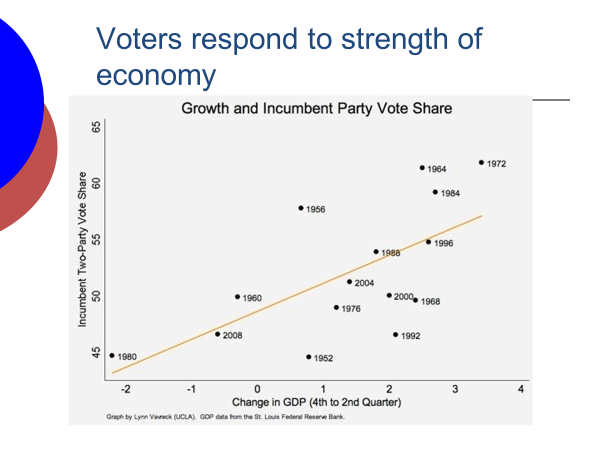 Voters respond to strength of
economy
Growth and Incumbent Party Vote Share
Incumbent Two-Party Vote Share
65
60
55
50
45
1972
1964
1984
1956
1996
1988
2004
2000
1968
1960
1976
2008
1992
1980
1952
-2 -1 0 1 2 3 4
Change in GDP (4th to 2nd Quarter)
Graph by Lynn Vavreck (UCLA). GDP data from the St. Louis Federal Reserve Bank.